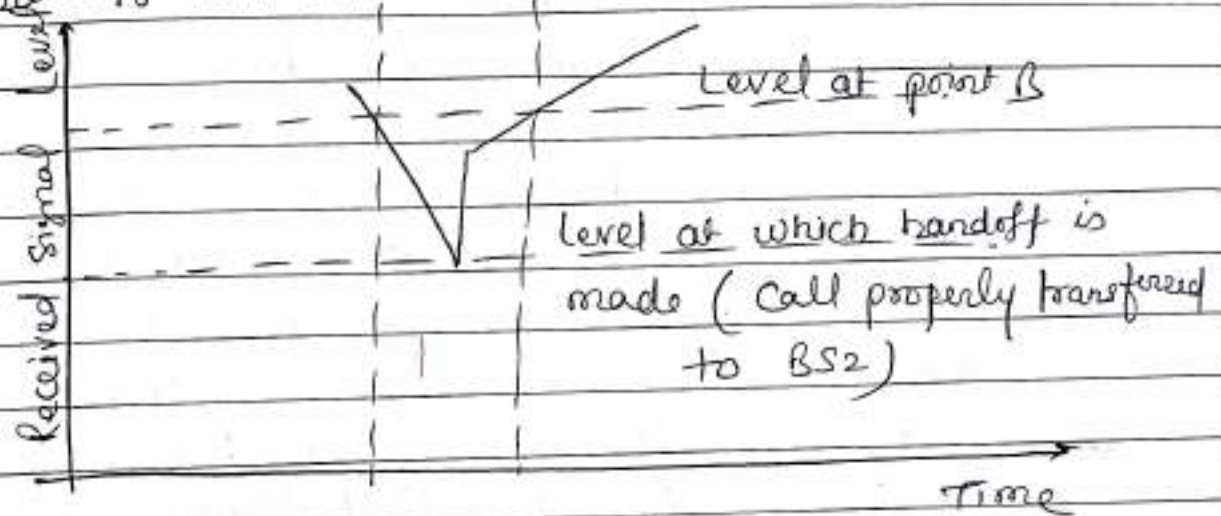 Received Signal Level
Level at point B
Level at which handoff is
made ( Call properly transferred
to BS2)
Time